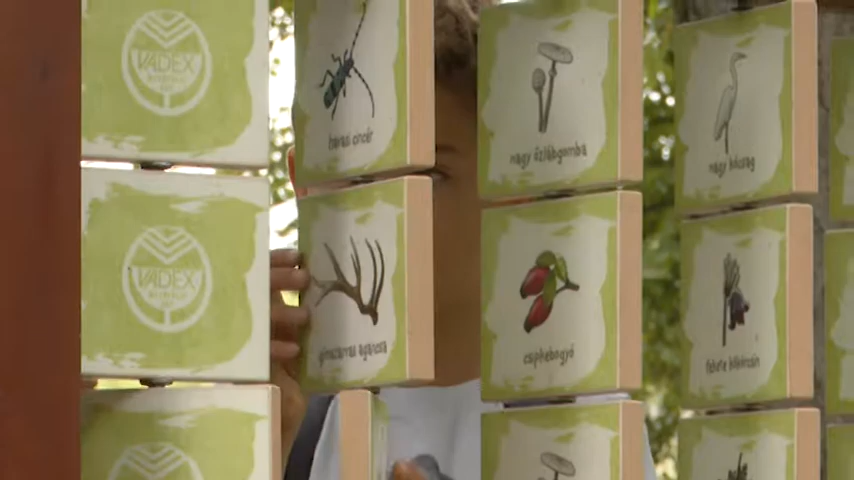 VADEX
havasi cincér
nagy őzlábgomba
nagy kócsag
VADEX
gímszarvas agancsa
csipkebogyó
fekete kökörcsin